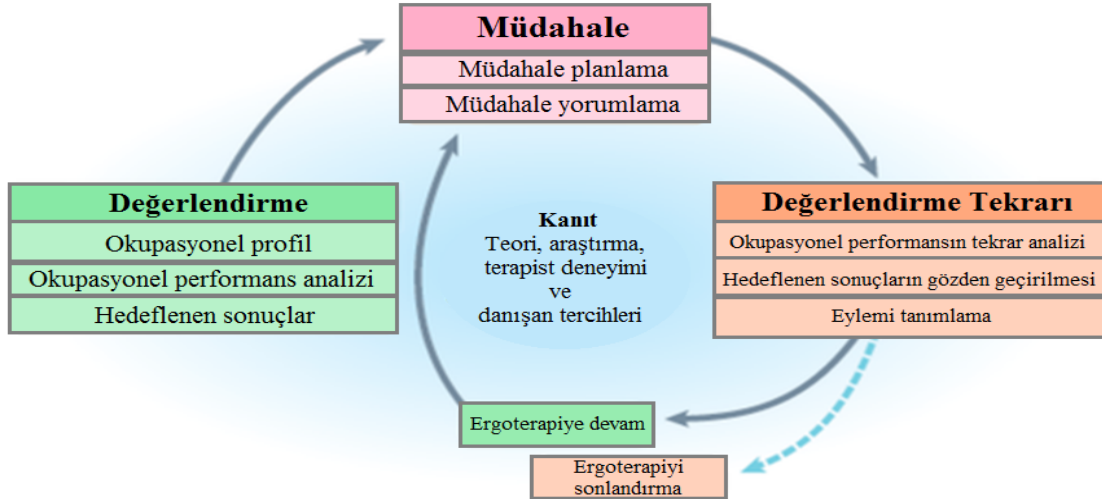 Müdahale
Müdahale planlama
Müdahale yorumlama
Değerlendirme
Okupasyonel profil
Okupasyonel performans analizi
Hedeflenen sonuçlar
Kanıt
Teori, araştırma,
terapist deneyimi
ve
danışan tercihleri
Değerlendirme Tekrarı
Okupasyonel performansın tekrar analizi
Hedeflenen sonuçların gözden geçirilmesi
Eylemi tanımlama
Ergoterapiye devam
Ergoterapiyi
sonlandırma